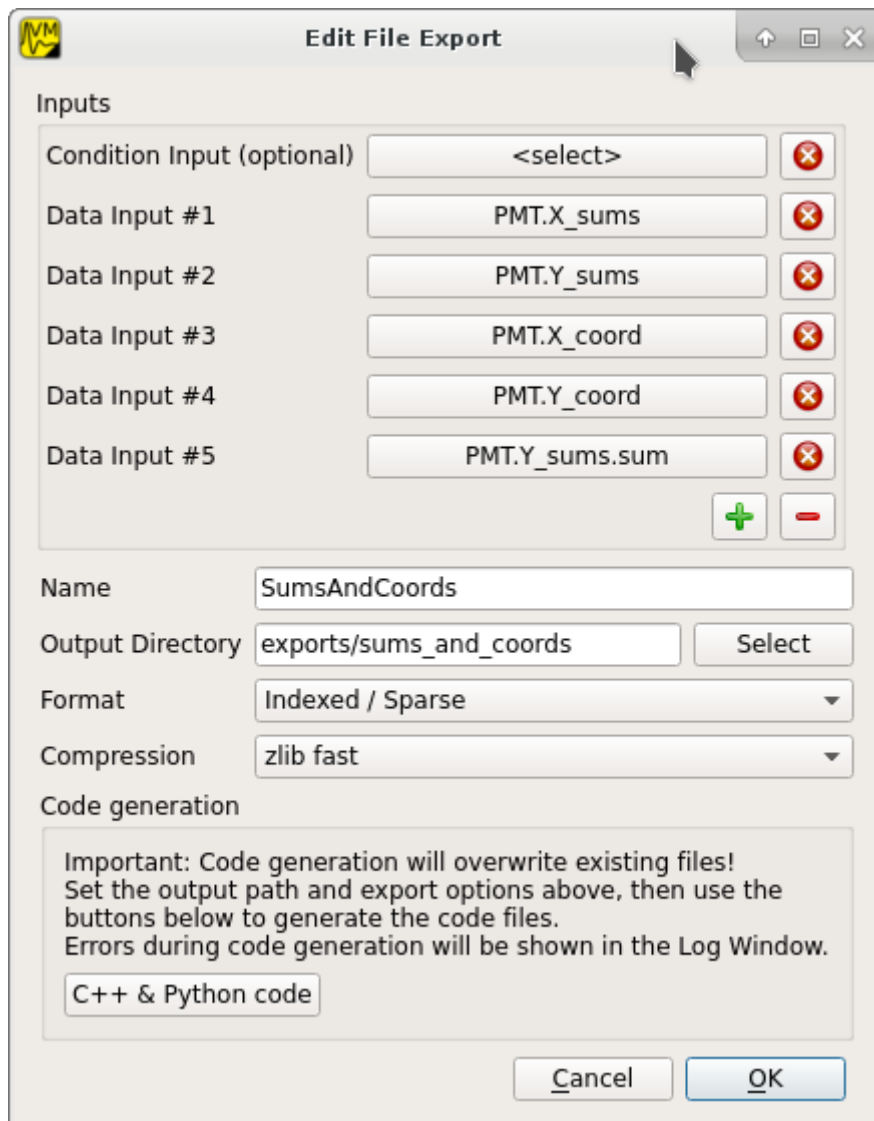 VM
Edit File Export
Inputs
Condition Input (optional) <select>
Data Input #1 PMT.X_sums
Data Input #2 PMT.Y_sums
Data Input #3 PMT.X_coord
Data Input #4 PMT.Y_coord
Data Input #5 PMT.Y_sums.sum
Name SumsAndCoords
Output Directory exports/sums_and_coords Select
Format Indexed / Sparse
Compression zlib fast
Code generation
Important: Code generation will overwrite existing files!
Set the output path and export options above, then use the
buttons below to generate the code files.
Errors during code generation will be shown in the Log Window.
C++ & Python code
Cancel OK